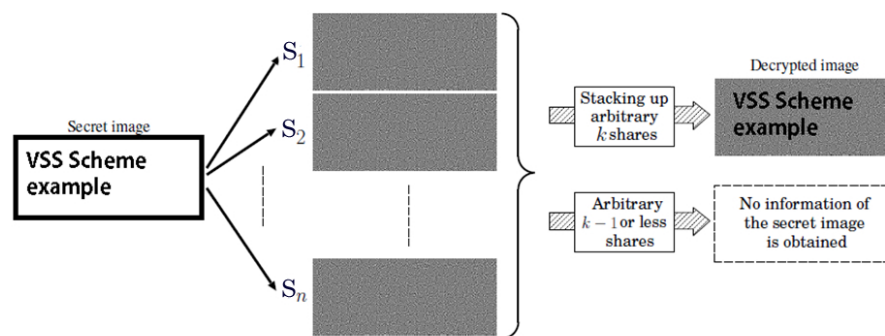 Secret image
VSS Scheme
example
S1
S2
Sn
Stacking up
arbitrary
k shares
Decrypted image
VSS Scheme
example
Arbitrary
k − 1 or less
shares
No information of
the secret image
is obtained